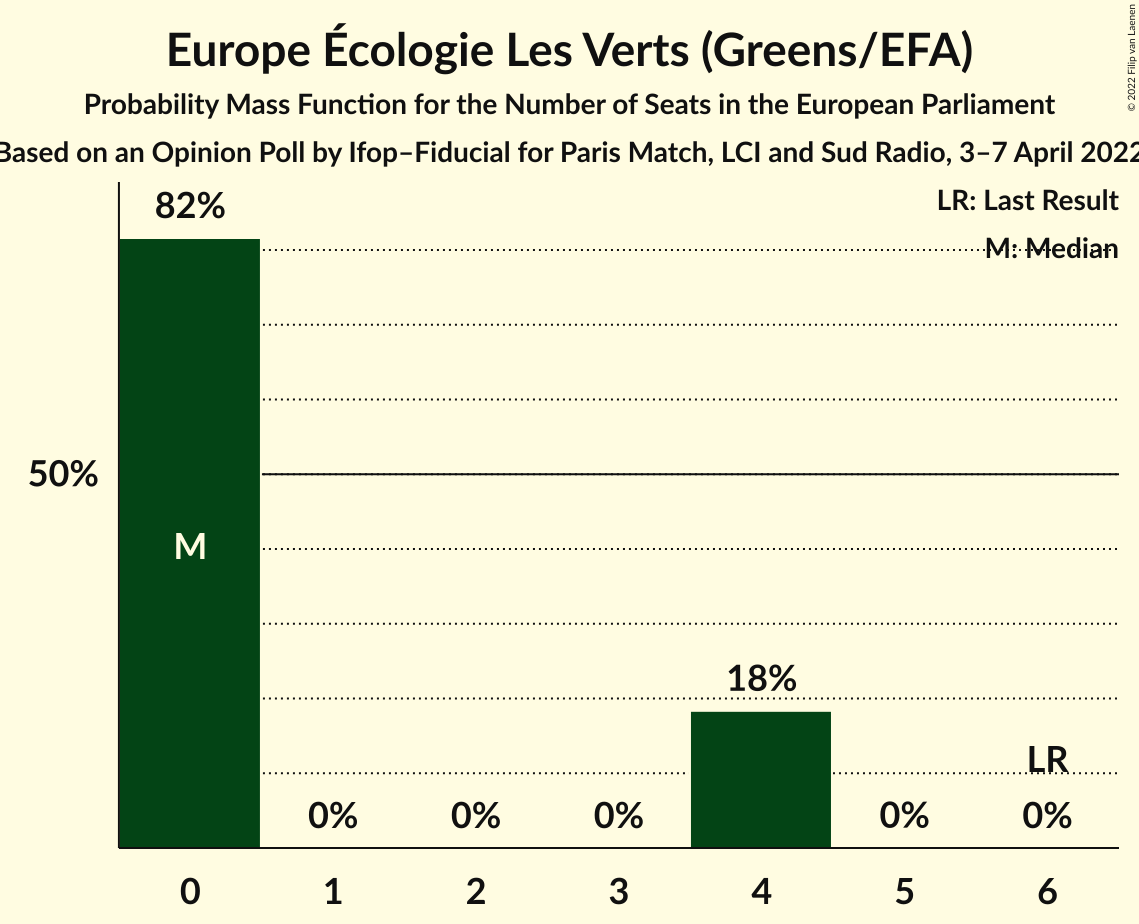 Europe Écologie Les Verts (Greens/EFA)
Probability Mass Function for the Number of Seats in the European Parliament
Based on an Opinion Poll by Ifop–Fiducial for Paris Match, LCI and Sud Radio, 3–7 April 2022
© 2022 Filip van Laenen
LR: Last Result
M: Median
82%
50%
M
18%
LR
0% 0% 0% 0% 0%
0 1 2 3 4 5 6